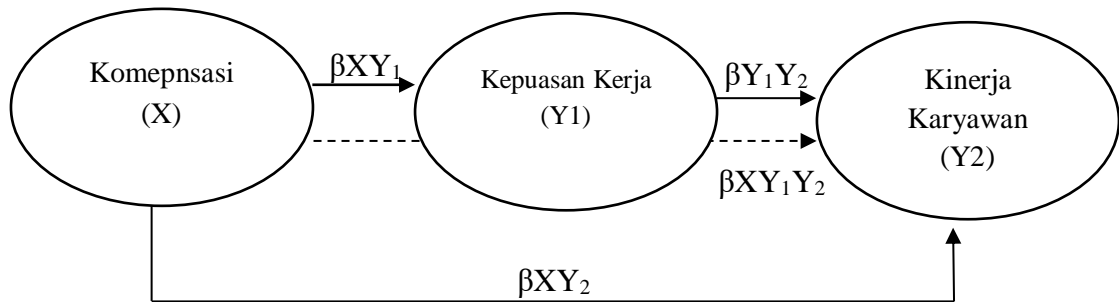 Komepnsasi
(X)
βXY₁
Kepuasan Kerja
(Y1)
βY₁Y₂
Kinerja
Karyawan
(Y2)
βXY₁Y₂
βXY₂